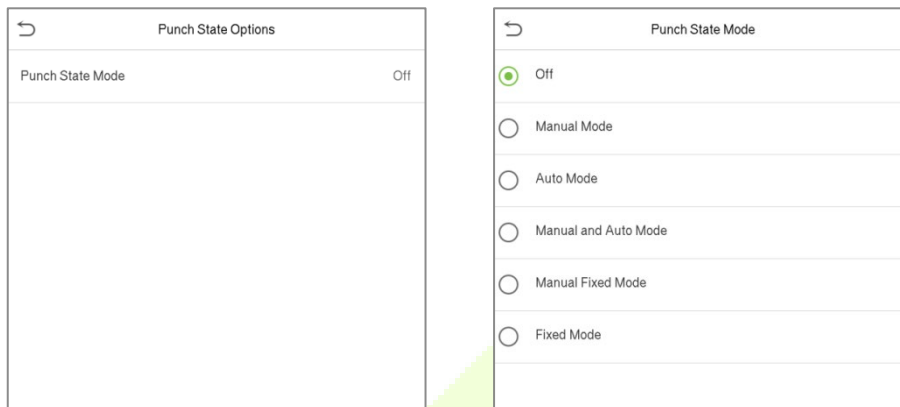 Punch State Options
Punch State Mode Off
Punch State Mode
Off
Manual Mode
Auto Mode
Manual and Auto Mode
Manual Fixed Mode
Fixed Mode